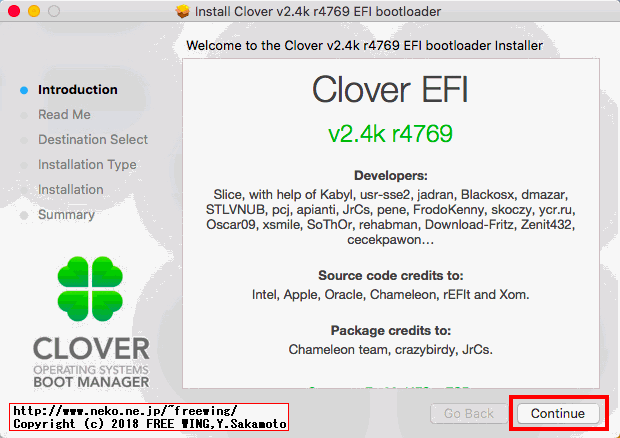 Install Clover v2.4k r4769 EFI bootloader
Welcome to the Clover v2.4k r4769 EFI bootloader Installer
Introduction
Read Me
Destination Select
Installation Type
Installation
Summary
CLOVER
OPERATING SYSTEMS
BOOT MANAGER
Clover EFI
v2.4k r4769
Developers:
Slice, with help of Kabyl, usr-sse2, jadran, Blackosx, dmazar,
STLVNUB, pcj, apianti, JrCs, pene, FrodoKenny, skoczy, ycr.ru,
Oscar09, xsmile, SoThOr, rehabman, Download-Fritz, Zenit432,
cecekpawon...
Source code credits to:
Intel, Apple, Oracle, Chameleon, rEFIt and Xom.
Package credits to:
Chameleon team, crazybirdy, JrCs.
http://www.neko.ne.jp/~freewing/
Copyright (c) 2018 FREE WING,Y.Sakamoto
Go Back
Continue